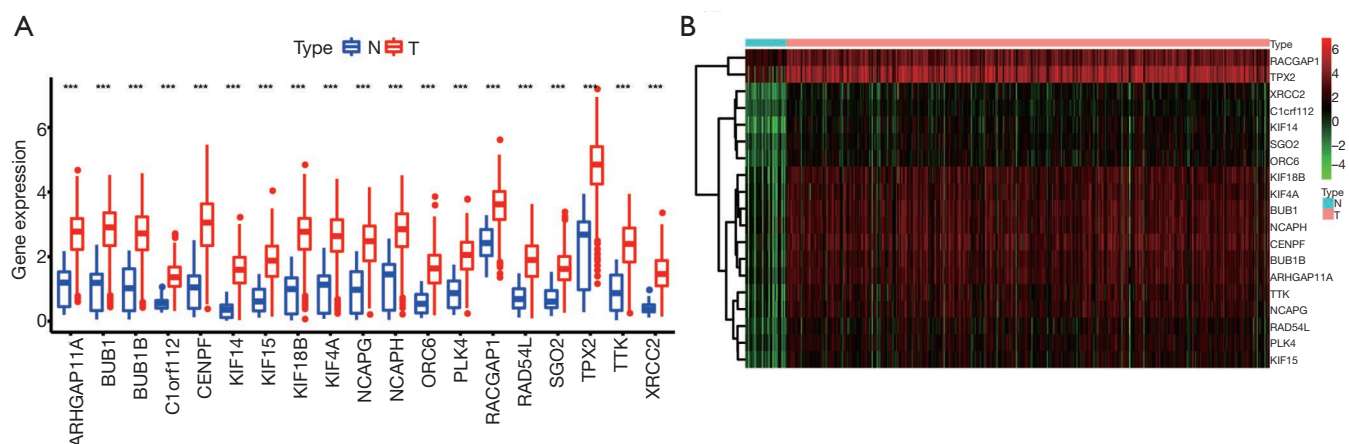 A
Type N T
*** *** *** *** *** *** *** *** *** *** *** *** *** *** *** *** *** *** ***
Gene expression
6
4
2
0
ARHGAP11A
BUB1
BUB1B
C1orf112
CENPF
KIF14
KIF15
KIF18B
KIF4A
NCAPG
NCAPH
ORC6
PLK4
RACGAP1
RAD54L
SGO2
TPX2
TTK
XRCC2
B
Type
RACGAP1
TPX2
XRCC2
C1crf112
KIF14
SGO2
ORC6
KIF18B
KIF4A
BUB1
NCAPH
CENPF
BUB1B
ARHGAP11A
TTK
NCAPG
RAD54L
PLK4
KIF15
6
4
2
0
-2
-4
Type
N
T